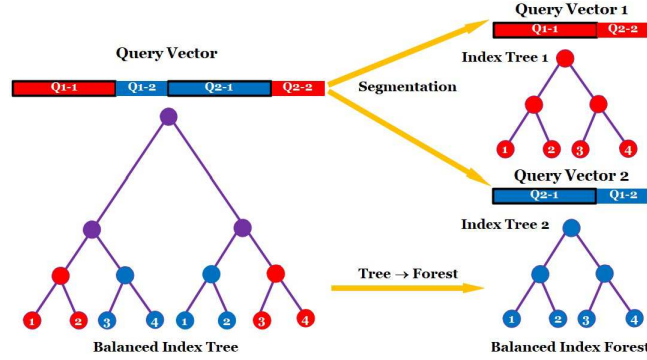 Query Vector
Q1-1 Q1-2 Q2-1 Q2-2
Segmentation
Query Vector 1
Q1-1 Q2-2
Index Tree 1
1 2 3 4
Query Vector 2
Q2-1 Q1-2
Index Tree 2
1 2 3 4
Tree → Forest
1 2 3 4 1 2 3 4
Balanced Index Tree
Balanced Index Forest